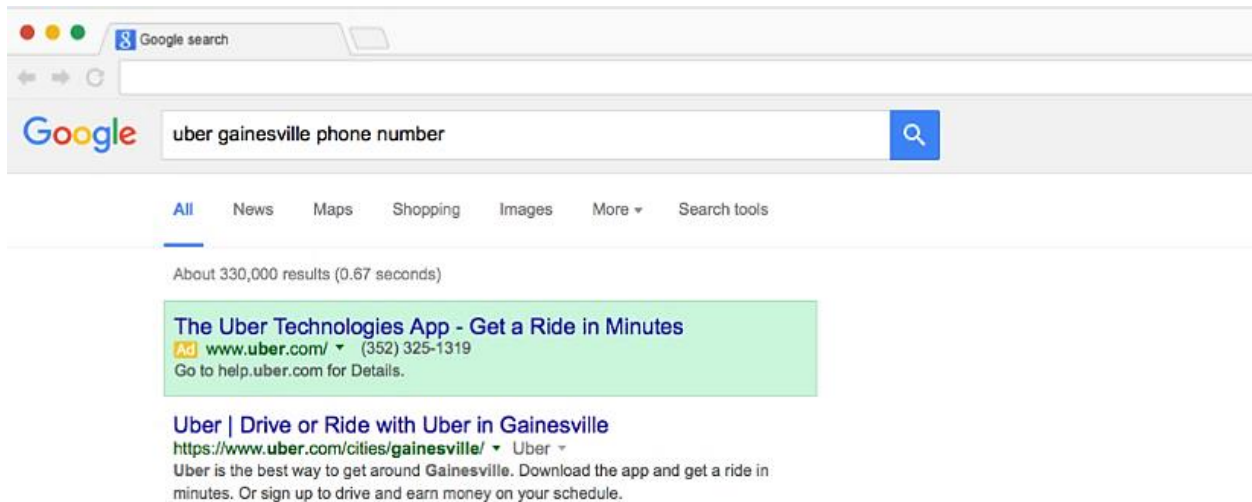 Google search
Google
uber gainesville phone number
All News Maps Shopping Images More Search tools
About 330,000 results (0.67 seconds)
The Uber Technologies App - Get a Ride in Minutes
Ad www.uber.com/ (352) 325-1319
Go to help.uber.com for Details.
Uber | Drive or Ride with Uber in Gainesville
https://www.uber.com/cities/gainesville/ Uber
Uber is the best way to get around Gainesville. Download the app and get a ride in
minutes. Or sign up to drive and earn money on your schedule.